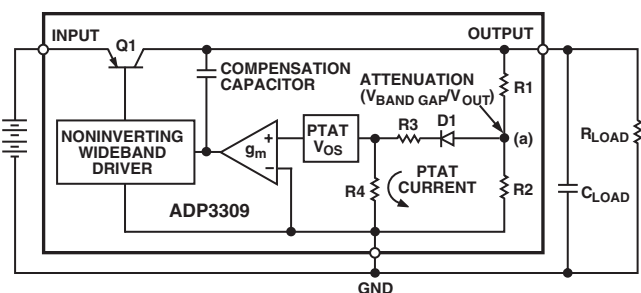 INPUT
OUTPUT
Q1
COMPENSATION
CAPACITOR
ATTENUATION
(VBAND GAP/VOUT)
R1
D1
R3
(a)
PTAT
VOS
gm
+
−
NONINVERTING
WIDEBAND
DRIVER
R4
PTAT
CURRENT
R2
RLOAD
CLOAD
ADP3309
GND